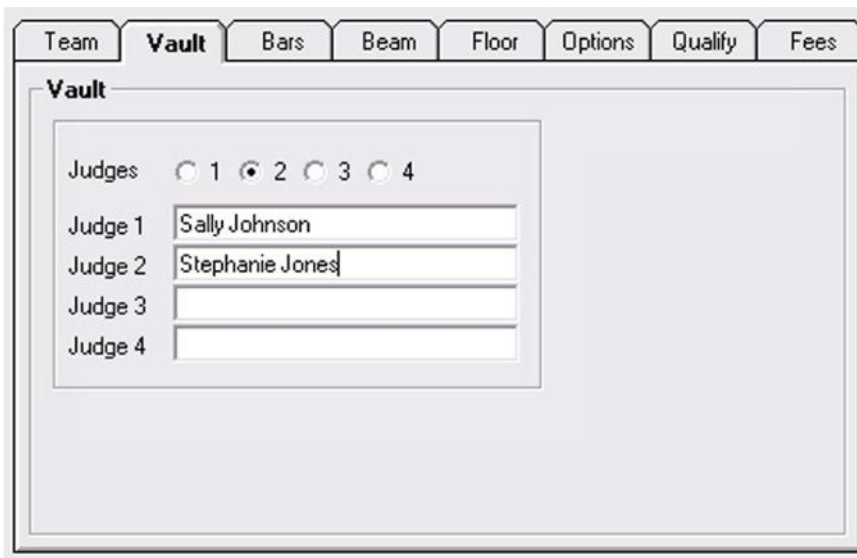 Team Vault Bars Beam Floor Options Qualify Fees
Vault
Judges 1 2 3 4
Judge 1 Sally Johnson
Judge 2 Stephanie Jones
Judge 3
Judge 4